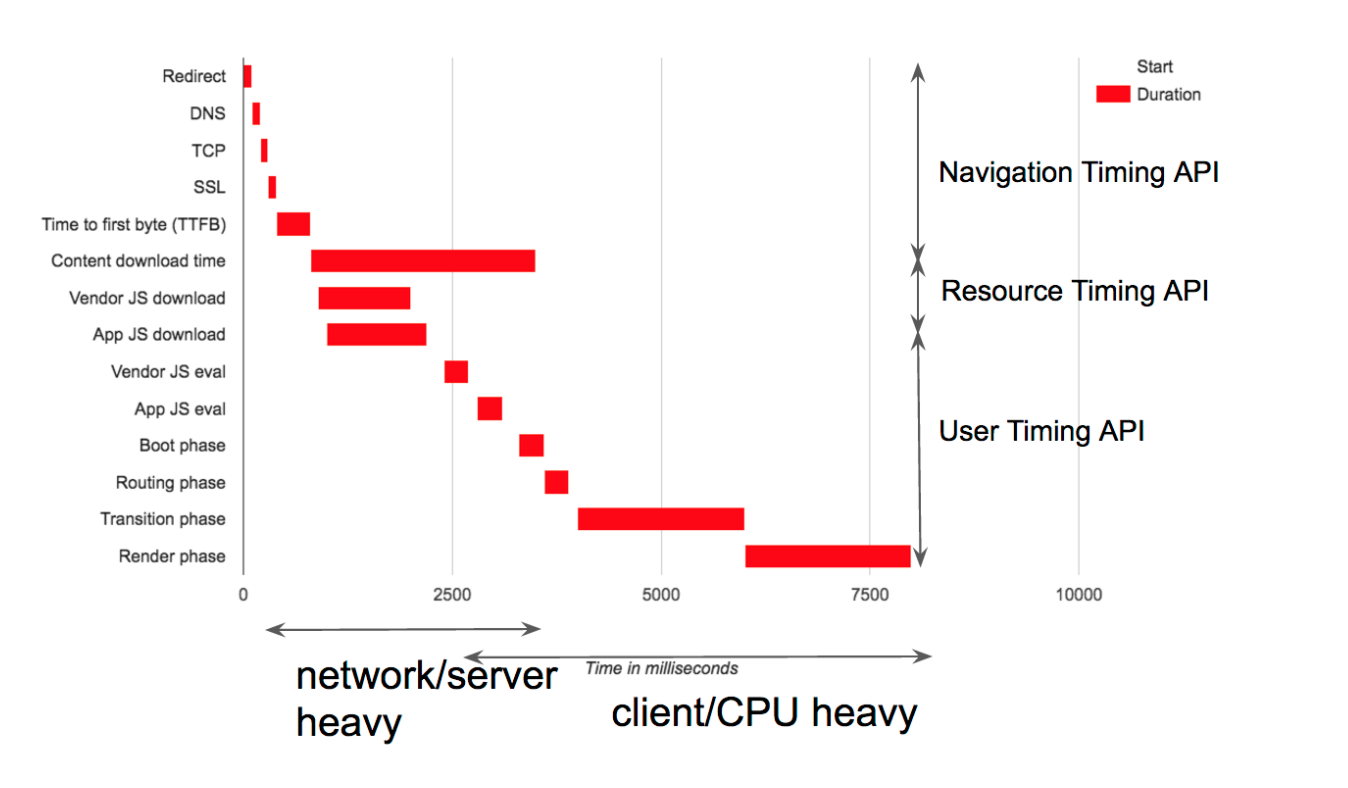 Start
Duration
Redirect
DNS
TCP
SSL
Time to first byte (TTFB)
Content download time
Vendor JS download
App JS download
Vendor JS eval
App JS eval
Boot phase
Routing phase
Transition phase
Render phase
Navigation Timing API
Resource Timing API
User Timing API
0 2500 5000 7500 10000
Time in milliseconds
network/server
heavy
client/CPU heavy